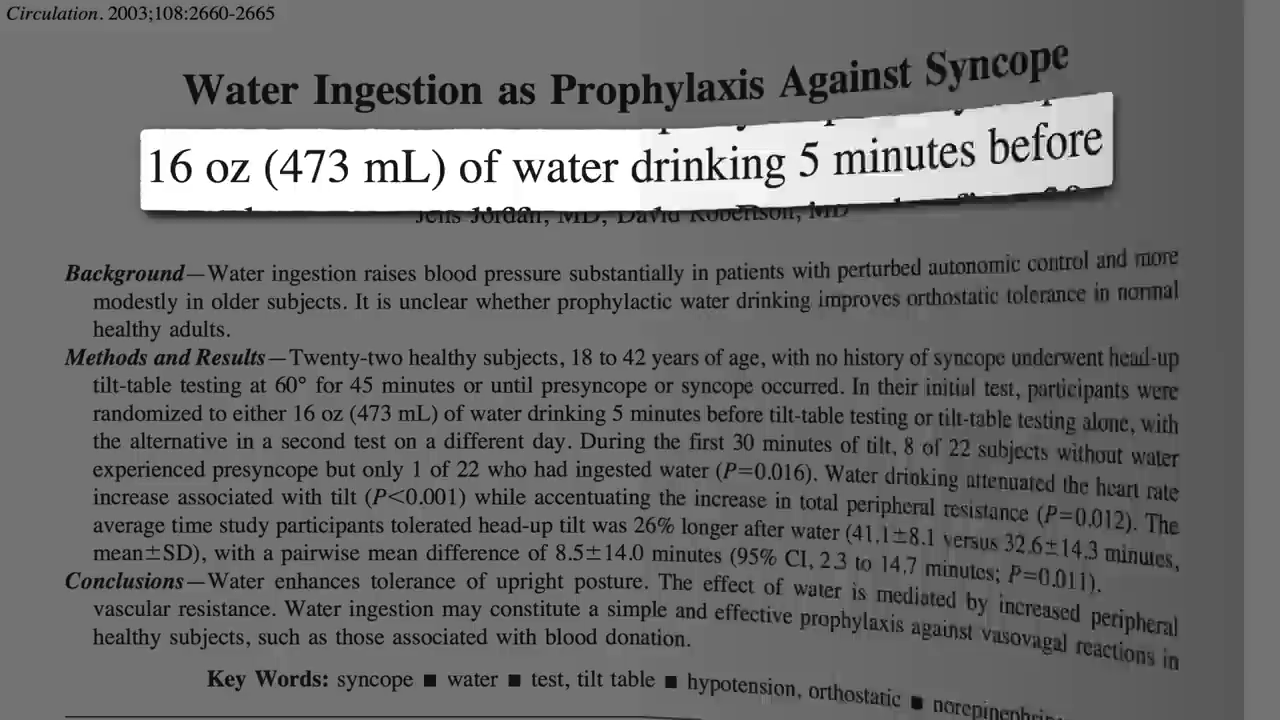 Circulation. 2003;108:2660-2665
Water Ingestion as Prophylaxis Against Syncope
16 oz (473 mL) of water drinking 5 minutes before
Jens Jordan, MD, David Robertson, MD
Background—Water ingestion raises blood pressure substantially in patients with perturbed autonomic control and more
modestly in older subjects. It is unclear whether prophylactic water drinking improves orthostatic tolerance in normal
healthy adults.
Methods and Results—Twenty-two healthy subjects, 18 to 42 years of age, with no history of syncope underwent head-up
tilt-table testing at 60° for 45 minutes or until presyncope or syncope occurred. In their initial test, participants were
randomized to either 16 oz (473 mL) of water drinking 5 minutes before tilt-table testing or tilt-table testing alone, with
the alternative in a second test on a different day. During the first 30 minutes of tilt, 8 of 22 subjects without water
experienced presyncope but only 1 of 22 who had ingested water (P=0.016). Water drinking attenuated the heart rate
increase associated with tilt (P<0.001) while accentuating the increase in total peripheral resistance (P=0.012). The
average time study participants tolerated head-up tilt was 26% longer after water (41.1±8.1 versus 32.6±14.3 minutes,
mean±SD), with a pairwise mean difference of 8.5±14.0 minutes (95% CI, 2.3 to 14.7 minutes; P=0.011).
Conclusions—Water enhances tolerance of upright posture. The effect of water is mediated by increased peripheral
vascular resistance. Water ingestion may constitute a simple and effective prophylaxis against vasovagal reactions in
healthy subjects, such as those associated with blood donation.
Key Words: syncope ■ water ■ test, tilt table ■ hypotension, orthostatic ■